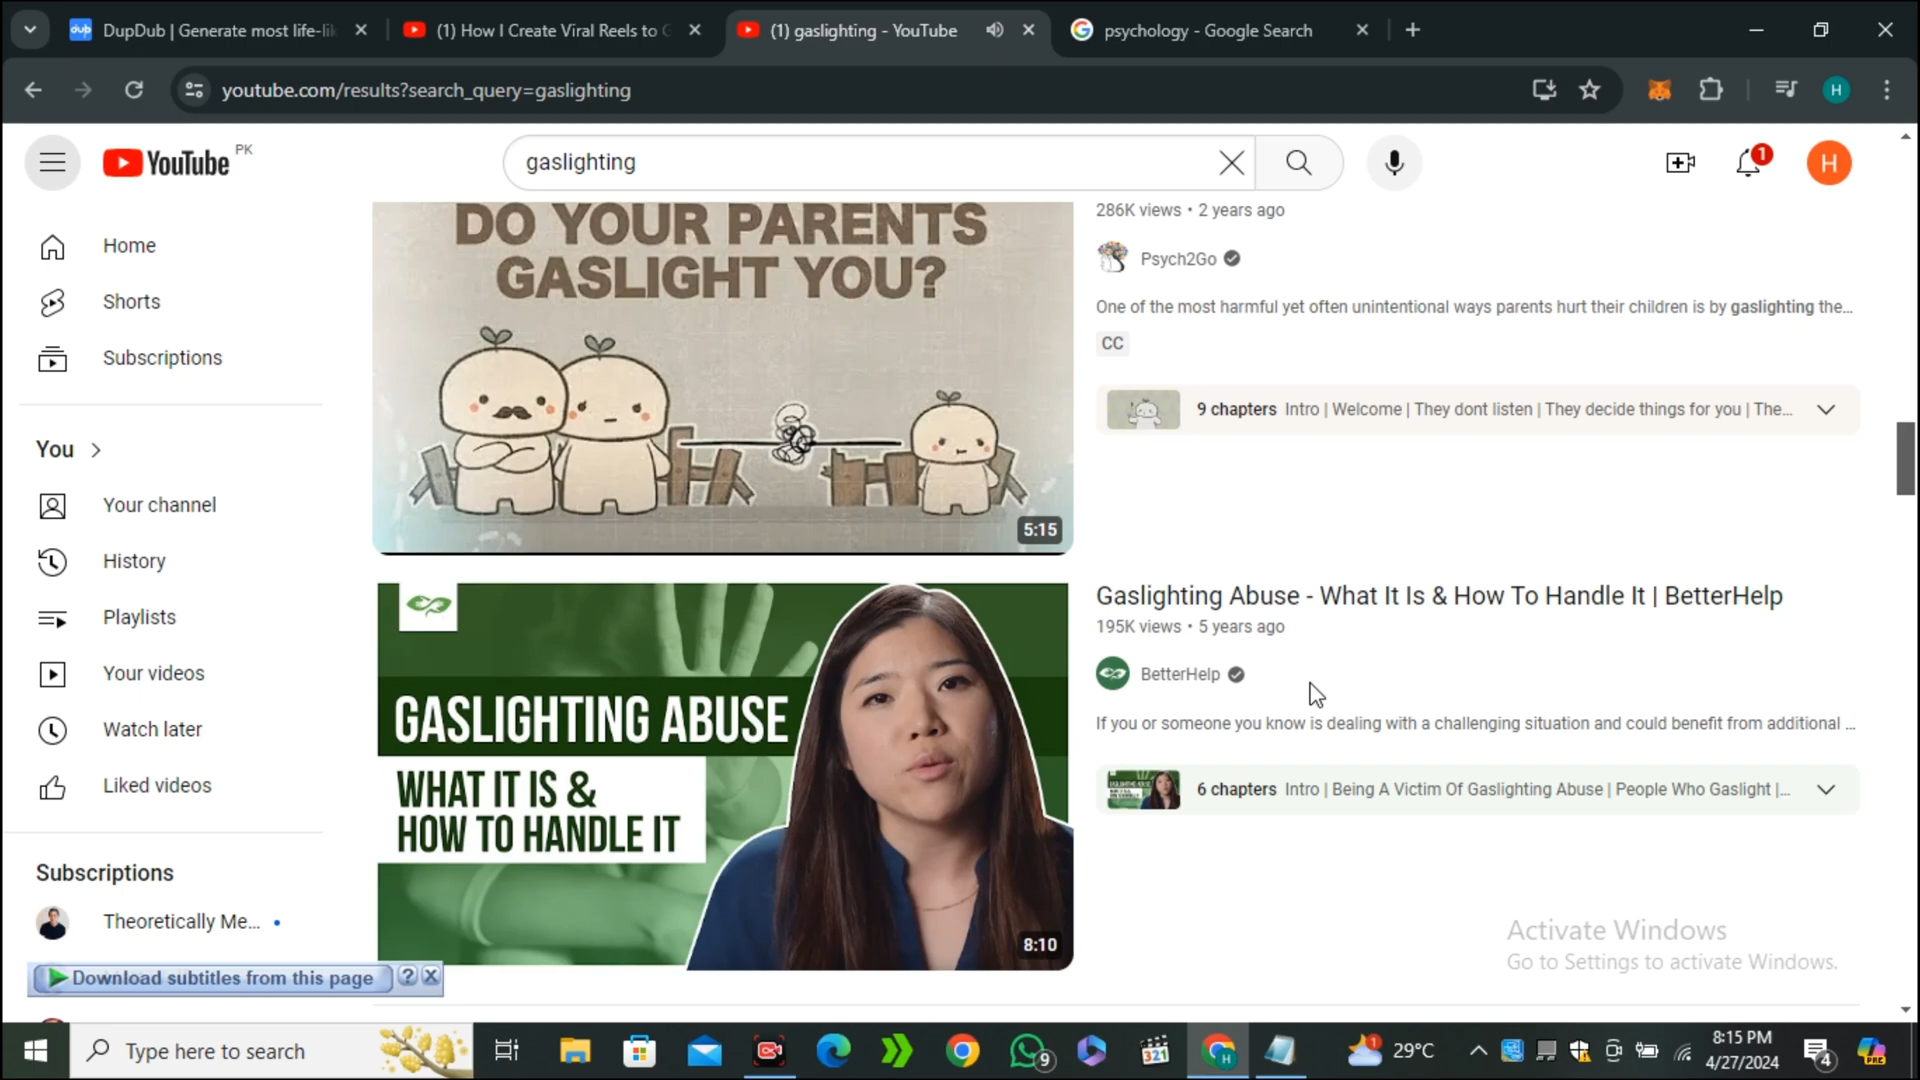 DupDub | Generate most life-li
(1) How I Create Viral Reels to G
(1) gaslighting - YouTube
psychology - Google Search
youtube.com/results?search_query=gaslighting
H
YouTube PK
gaslighting
1
H
Home
Shorts
Subscriptions
You
Your channel
History
Playlists
Your videos
Watch later
Liked videos
Subscriptions
Theoretically Me...
Download subtitles from this page
DO YOUR PARENTS
GASLIGHT YOU?
5:15
286K views • 2 years ago
Psych2Go
One of the most harmful yet often unintentional ways parents hurt their children is by gaslighting the...
CC
9 chapters Intro | Welcome | They dont listen | They decide things for you | The...
GASLIGHTING ABUSE
WHAT IT IS &
HOW TO HANDLE IT
8:10
Gaslighting Abuse - What It Is & How To Handle It | BetterHelp
195K views • 5 years ago
BetterHelp
If you or someone you know is dealing with a challenging situation and could benefit from additional ...
6 chapters Intro | Being A Victim Of Gaslighting Abuse | People Who Gaslight |...
Activate Windows
Go to Settings to activate Windows.
Type here to search
9
321
H
1
29°C
8:15 PM
4/27/2024
4
PRE